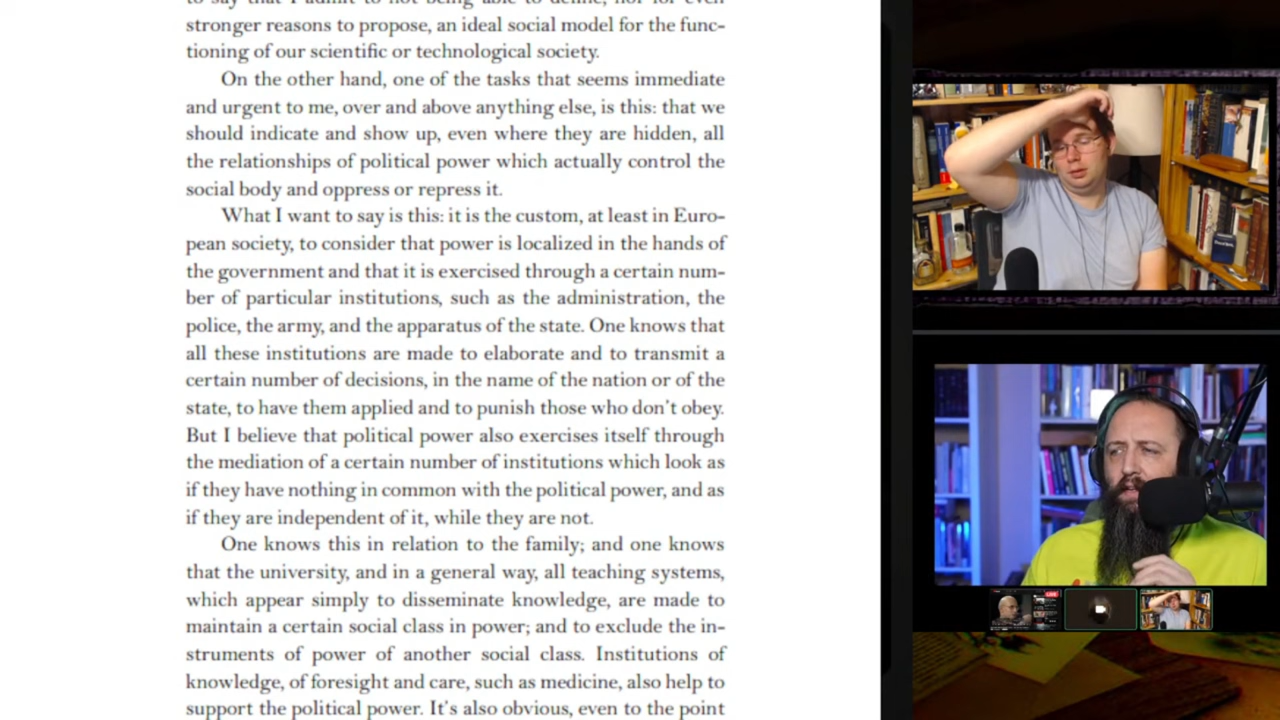 to say that I admit to not being able to define, nor for even
stronger reasons to propose, an ideal social model for the func-
tioning of our scientific or technological society.
On the other hand, one of the tasks that seems immediate
and urgent to me, over and above anything else, is this: that we
should indicate and show up, even where they are hidden, all
the relationships of political power which actually control the
social body and oppress or repress it.
What I want to say is this: it is the custom, at least in Euro-
pean society, to consider that power is localized in the hands of
the government and that it is exercised through a certain num-
ber of particular institutions, such as the administration, the
police, the army, and the apparatus of the state. One knows that
all these institutions are made to elaborate and to transmit a
certain number of decisions, in the name of the nation or of the
state, to have them applied and to punish those who don't obey.
But I believe that political power also exercises itself through
the mediation of a certain number of institutions which look as
if they have nothing in common with the political power, and as
if they are independent of it, while they are not.
One knows this in relation to the family; and one knows
that the university, and in a general way, all teaching systems,
which appear simply to disseminate knowledge, are made to
maintain a certain social class in power; and to exclude the in-
struments of power of another social class. Institutions of
knowledge, of foresight and care, such as medicine, also help to
support the political power. It's also obvious, even to the point